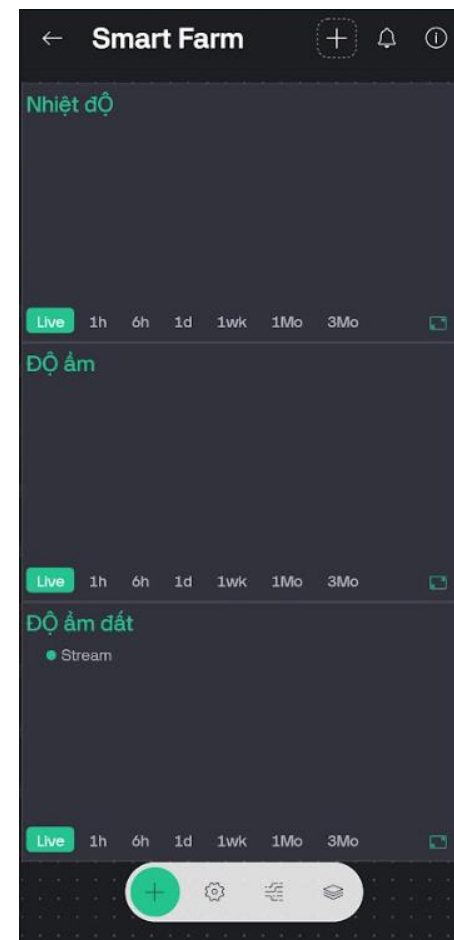 Smart Farm
Nhiệt đỘ
Live 1h 6h 1d 1wk 1Mo 3Mo
ĐỘ ẩm
Live 1h 6h 1d 1wk 1Mo 3Mo
ĐỘ ẩm đất
Stream
Live 1h 6h 1d 1wk 1Mo 3Mo